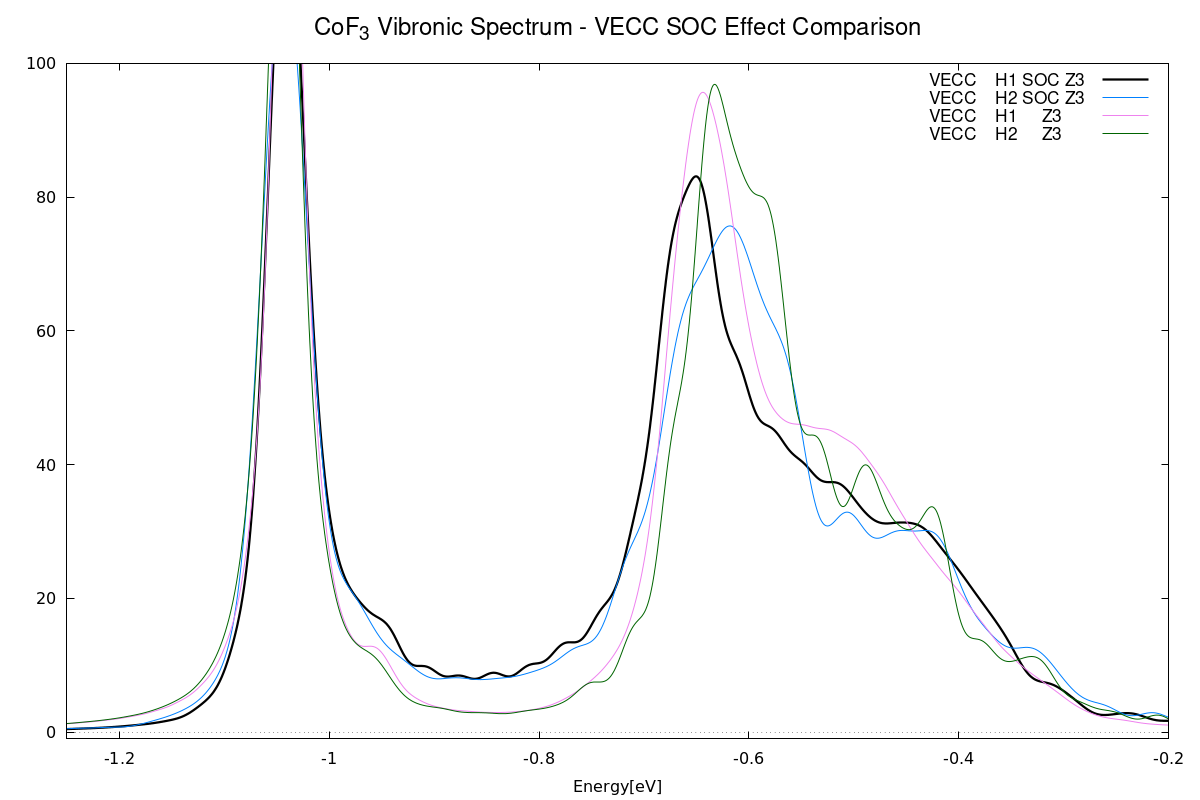 CoF3 Vibronic Spectrum - VECC SOC Effect Comparison
100
80
60
40
20
0
VECC H1 SOC Z3
VECC H2 SOC Z3
VECC H1 Z3
VECC H2 Z3
-1.2 -1 -0.8 -0.6 -0.4 -0.2
Energy[eV]